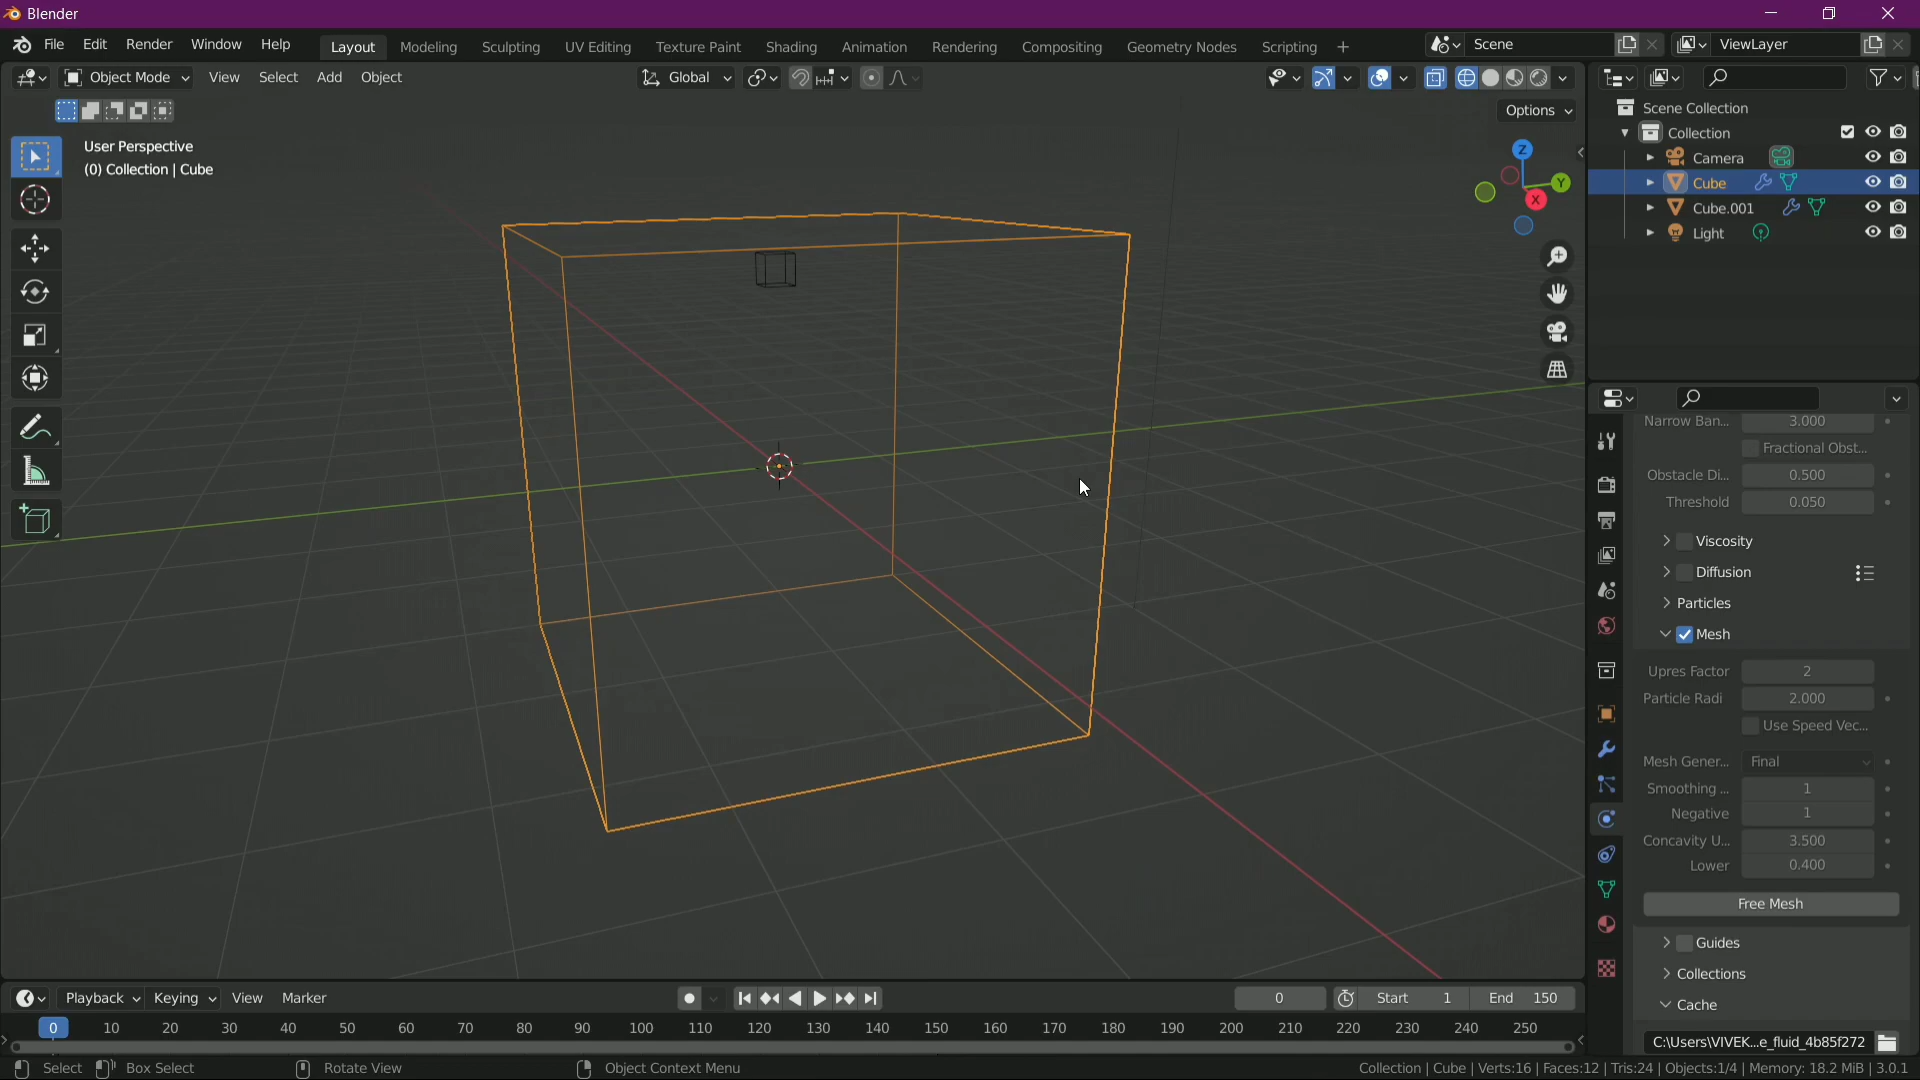 Blender
File Edit Render Window Help Layout Modeling Sculpting UV Editing Texture Paint Shading Animation Rendering Compositing Geometry Nodes Scripting + Scene ViewLayer
Object Mode View Select Add Object Global
Options
User Perspective
(0) Collection | Cube
Z
Y
X
Scene Collection
Collection
Camera
Cube
Cube.001
Light
Narrow Ban... 3.000
Fractional Obst...
Obstacle Di... 0.500
Threshold 0.050
Viscosity
Diffusion
Particles
Mesh
Upres Factor 2
Particle Radi 2.000
Use Speed Vec...
Mesh Gener... Final
Smoothing ... 1
Negative 1
Concavity U... 3.500
Lower 0.400
Free Mesh
Guides
Collections
Cache
C:\Users\VIVEK...e_fluid_4b85f272
Playback Keying View Marker 0 Start 1 End 150
0 10 20 30 40 50 60 70 80 90 100 110 120 130 140 150 160 170 180 190 200 210 220 230 240 250
Select Box Select Rotate View Object Context Menu Collection | Cube | Verts:16 | Faces:12 | Tris:24 | Objects:1/4 | Memory: 18.2 MiB | 3.0.1